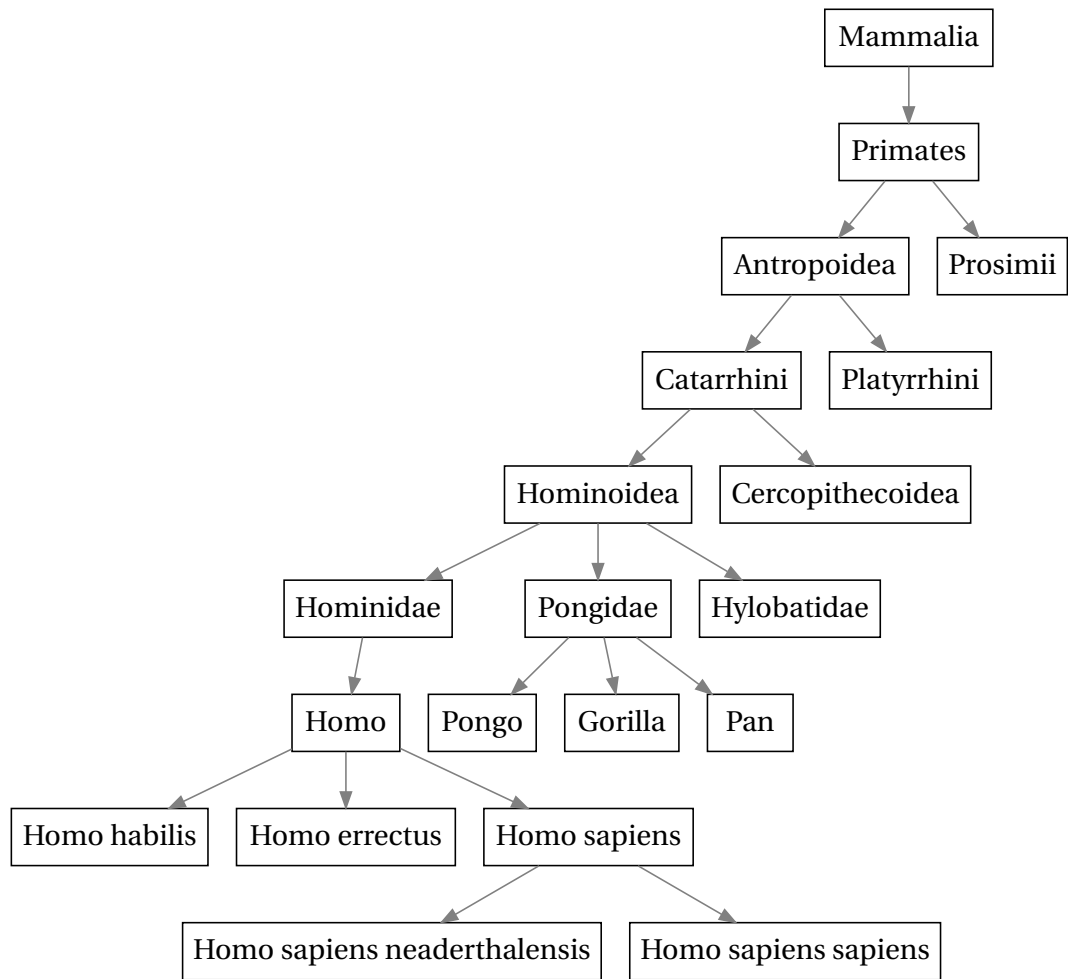 Mammalia
Primates
Antropoidea
Prosimii
Catarrhini
Platyrrhini
Hominoidea
Cercopithecoidea
Hominidae
Pongidae
Hylobatidae
Homo
Pongo
Gorilla
Pan
Homo habilis
Homo errectus
Homo sapiens
Homo sapiens neaderthalensis
Homo sapiens sapiens